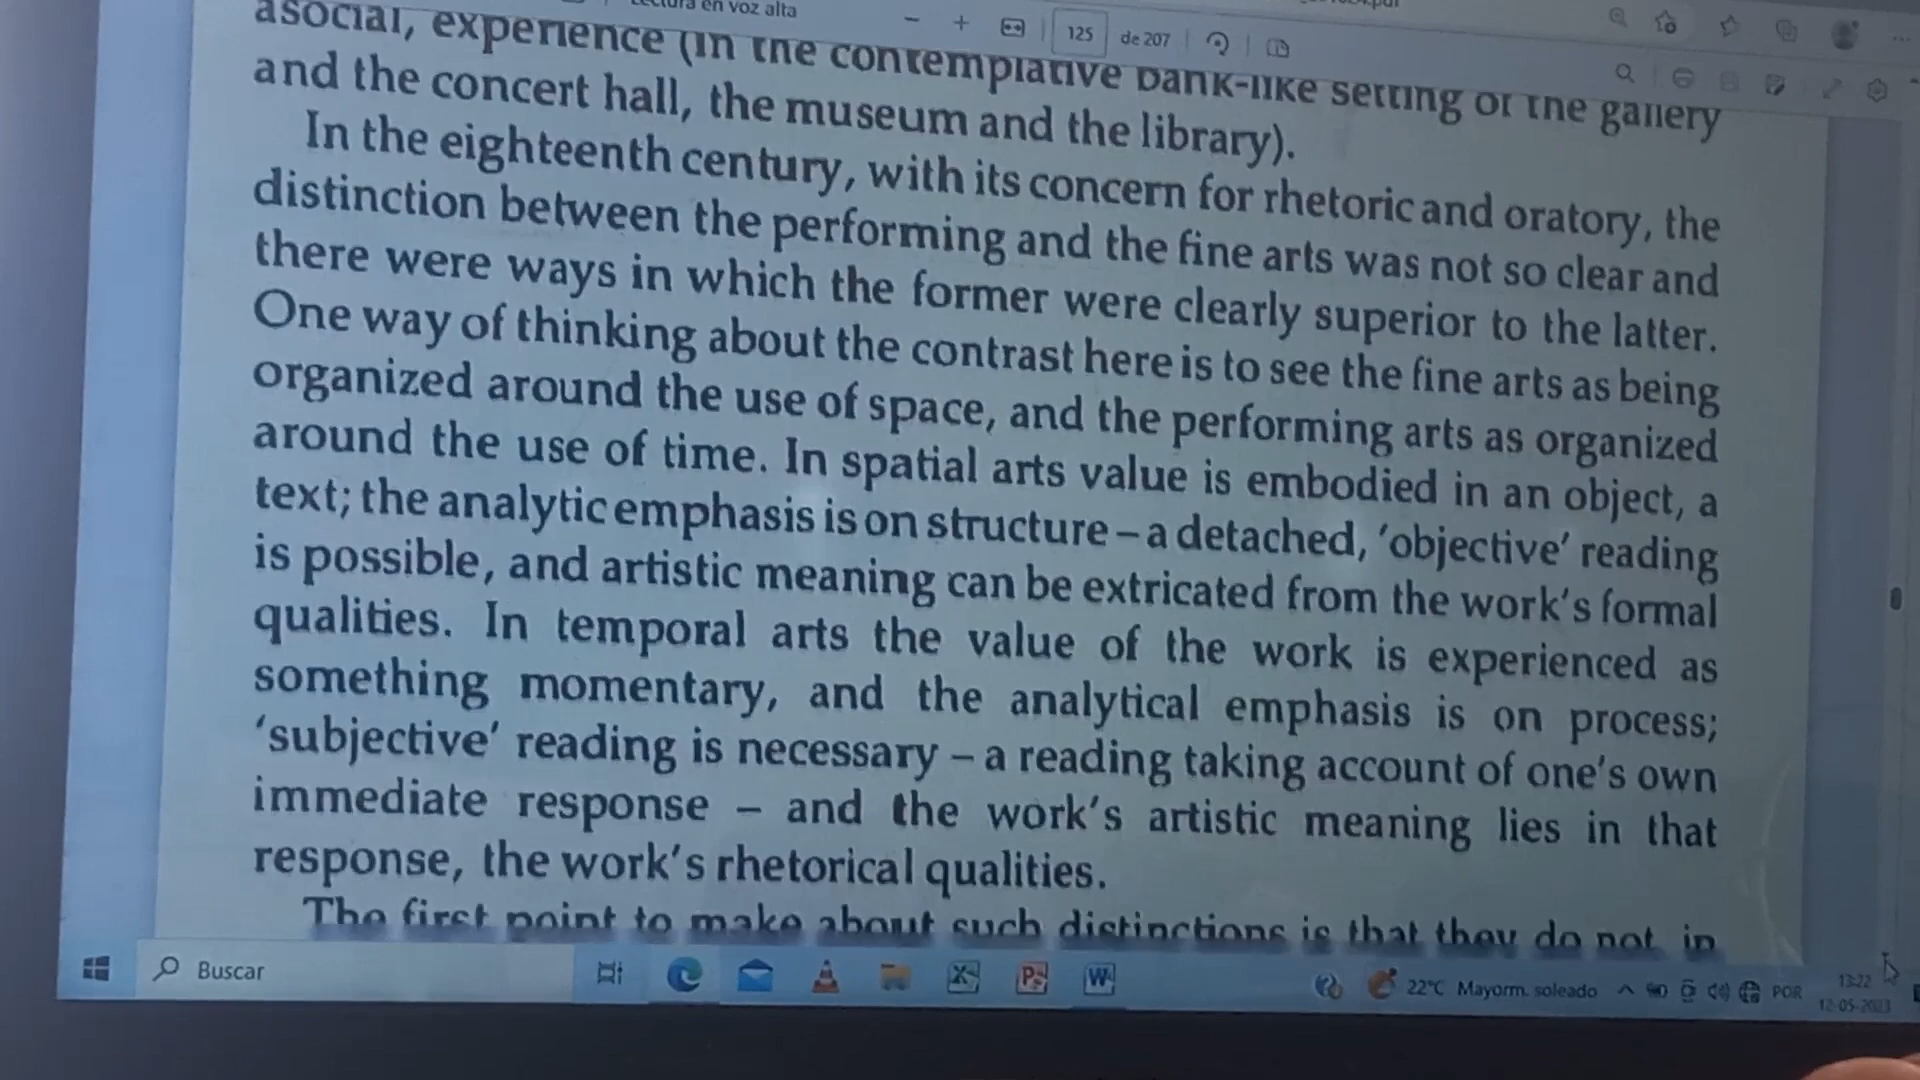 Lectura en voz alta
125 de 207
asocial, experience (in the contemplative bank-like setting of the gallery
and the concert hall, the museum and the library).
In the eighteenth century, with its concern for rhetoric and oratory, the
distinction between the performing and the fine arts was not so clear and
there were ways in which the former were clearly superior to the latter.
One way of thinking about the contrast here is to see the fine arts as being
organized around the use of space, and the performing arts as organized
around the use of time. In spatial arts value is embodied in an object, a
text; the analytic emphasis is on structure – a detached, ‘objective’ reading
is possible, and artistic meaning can be extricated from the work’s formal
qualities. In temporal arts the value of the work is experienced as
something momentary, and the analytical emphasis is on process;
‘subjective’ reading is necessary – a reading taking account of one’s own
immediate response – and the work’s artistic meaning lies in that
response, the work’s rhetorical qualities.
The first point to make about such distinctions is that they do not in
Buscar
22°C Mayorm. soleado
POR
13:22
12-05-2023